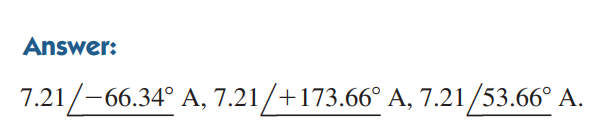 Answer:
7.21/−66.34° A, 7.21/+173.66° A, 7.21/53.66° A.